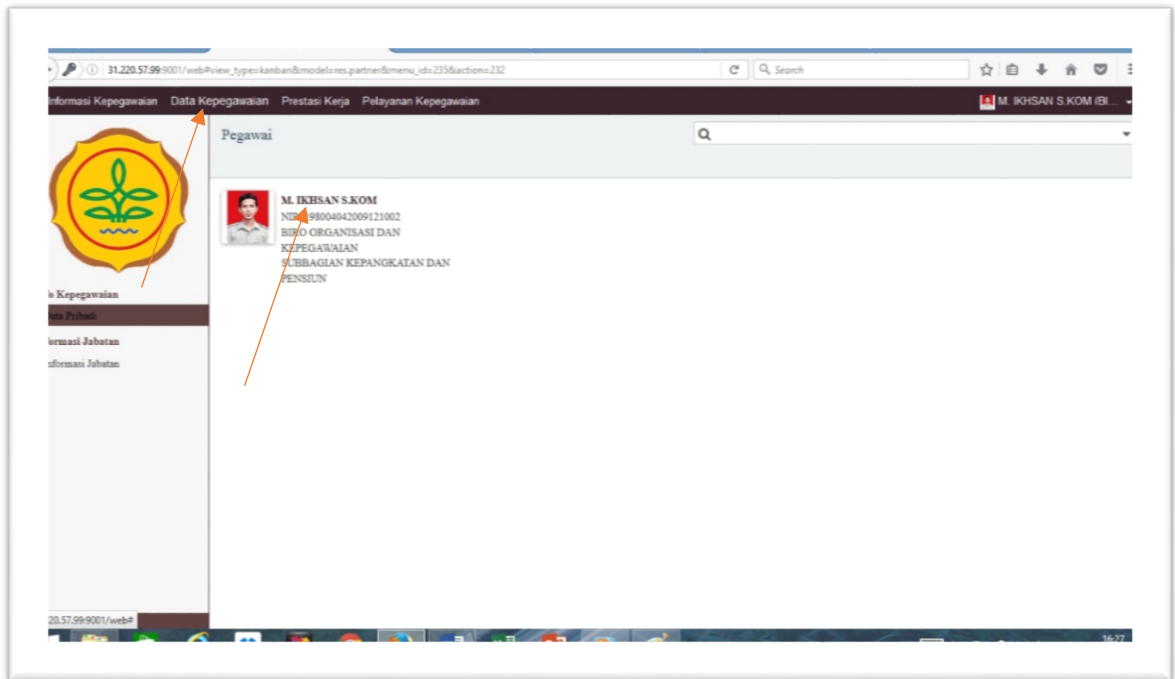 31.220.57.99:9001/web#view_type=kanban&model=res.partner&menu_id=235&action=232
Search
Informasi Kepegawaian Data Kepegawaian Prestasi Kerja Pelayanan Kepegawaian
M. IKHSAN S.KOM (BI...
Pegawai
M. IKHSAN S.KOM
BIRO ORGANISASI DAN
KEPEGAWAIAN
SUBBAGIAN KEPANGKATAN DAN
PENSIUN
Kepegawaian
Data Pribadi
formasi Jabatan
nformasi Jabatan
20.57.99:9001/web#
16:27